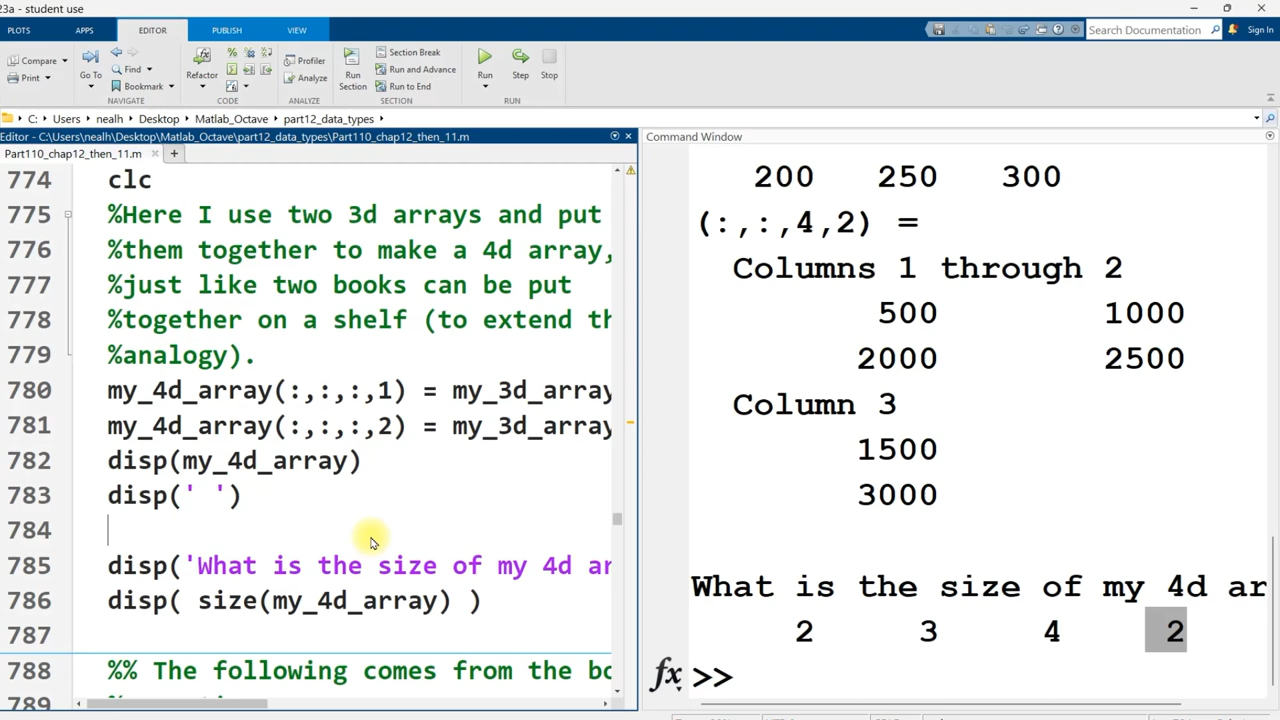 23a - student use
PLOTS APPS EDITOR PUBLISH VIEW
Search Documentation Sign In
Compare
Print
Go To
Find
Bookmark
NAVIGATE
Refactor
CODE
Profiler
Analyze
ANALYZE
Run Section
Section Break
Run and Advance
Run to End
SECTION
Run Step Stop
RUN
C: Users nealh Desktop Matlab_Octave part12_data_types
Editor - C:\Users\nealh\Desktop\Matlab_Octave\part12_data_types\Part110_chap12_then_11.m
Part110_chap12_then_11.m
774 clc
775 %Here I use two 3d arrays and put
776 %them together to make a 4d array,
777 %just like two books can be put
778 %together on a shelf (to extend th
779 %analogy).
780 my_4d_array(:,:,:,1) = my_3d_array
781 my_4d_array(:,:,:,2) = my_3d_array
782 disp(my_4d_array)
783 disp(' ')
784
785 disp('What is the size of my 4d ar
786 disp( size(my_4d_array) )
787
788 %% The following comes from the bo
789
Command Window
200 250 300
(:,:,4,2) =
Columns 1 through 2
500 1000
2000 2500
Column 3
1500
3000
What is the size of my 4d ar
2 3 4 2
fx >>